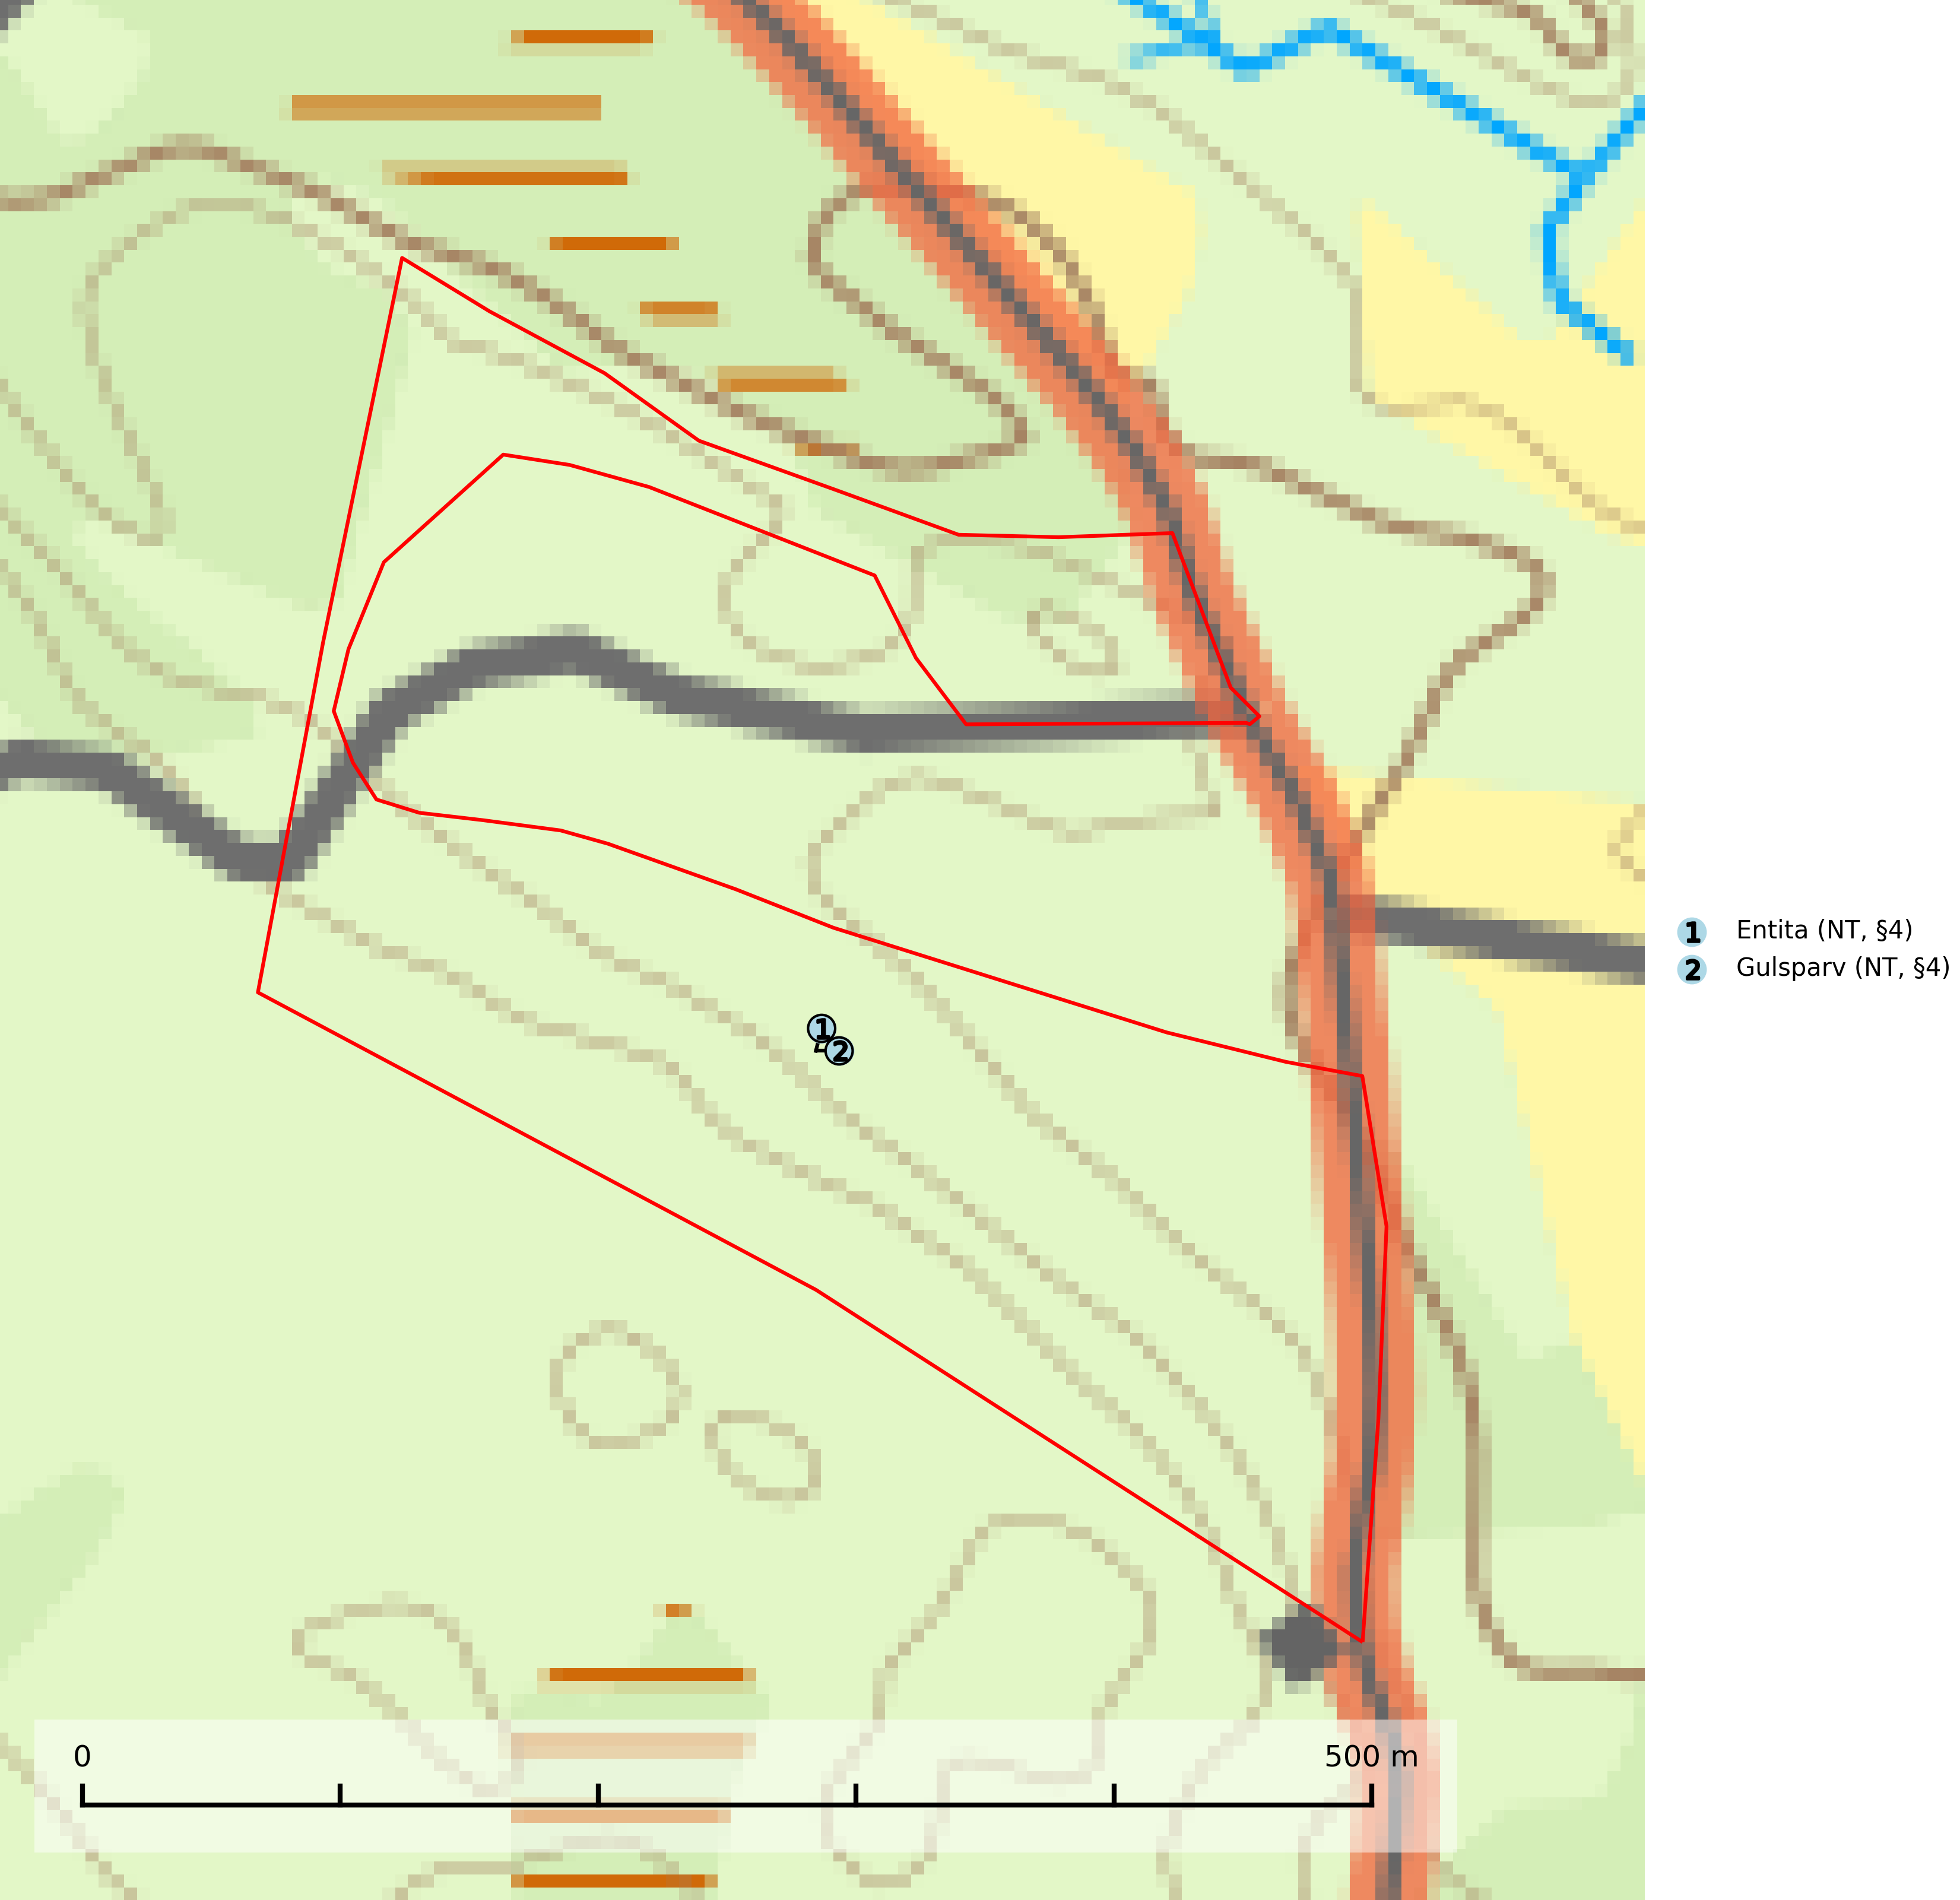 1 Entita (NT, §4)
2 Gulsparv (NT, §4)
1
2
0 500 m